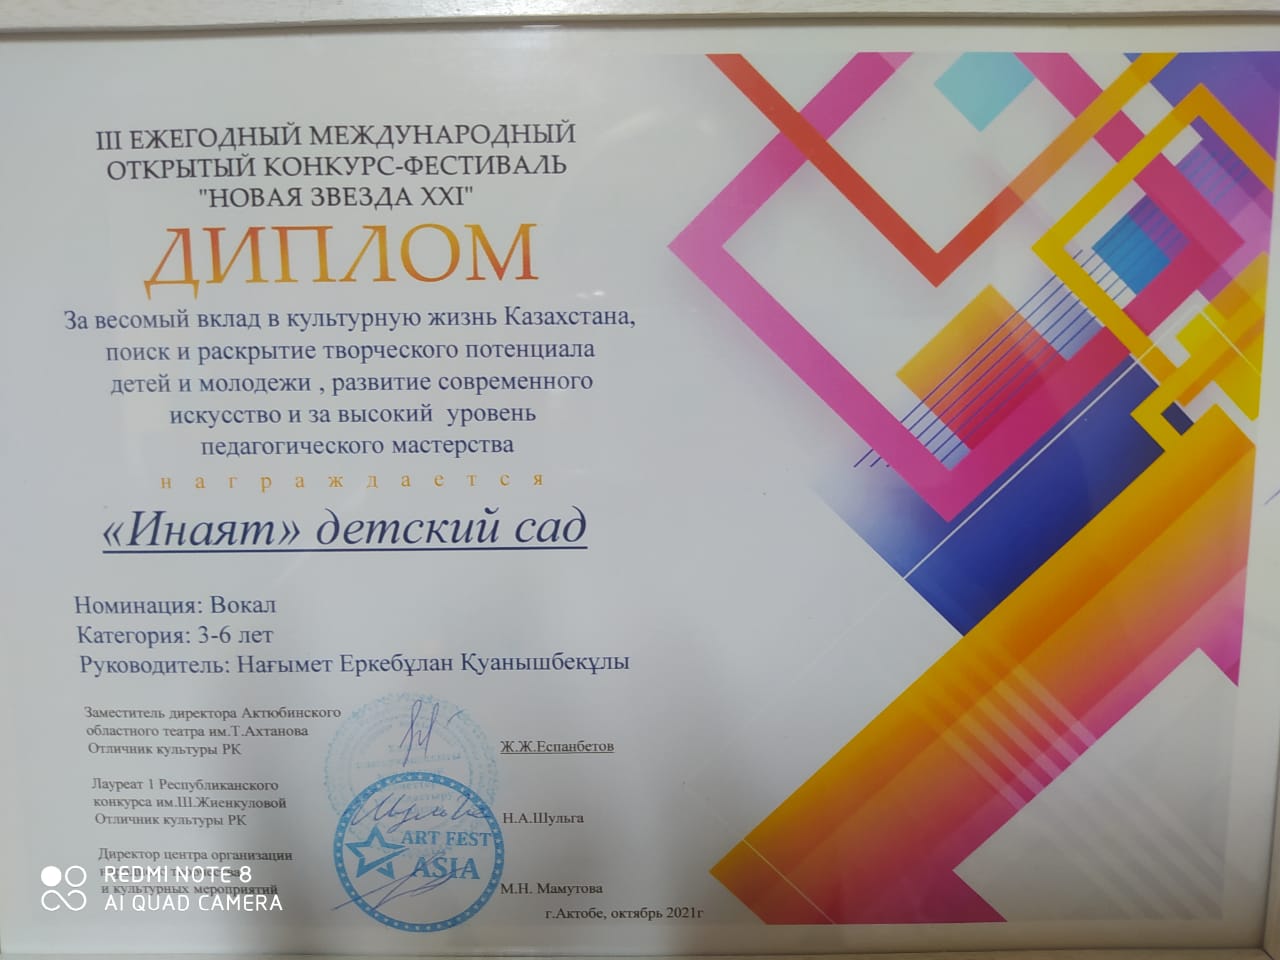 III ЕЖЕГОДНЫЙ МЕЖДУНАРОДНЫЙ
ОТКРЫТЫЙ КОНКУРС-ФЕСТИВАЛЬ
"НОВАЯ ЗВЕЗДА XXI"
ДИПЛОМ
За весомый вклад в культурную жизнь Казахстана,
поиск и раскрытие творческого потенциала
детей и молодежи , развитие современного
искусство и за высокий уровень
педагогического мастерства
награждается
«Инаят» детский сад
Номинация: Вокал
Категория: 3-6 лет
Руководитель: Нағымет Еркебұлан Қуанышбекұлы
Заместитель директора Актюбинского
областного театра им.Т.Ахтанова
Отличник культуры РК
Ж.Ж.Еспанбетов
Лауреат 1 Республиканского
конкурса им.Ш.Жиенкуловой
Отличник культуры РК
Н.А.Шульга
ART FEST
ASIA
Директор центра организации
и культурных мероприятий
М.Н. Мамутова
г.Актобе, октябрь 2021г
REDMI NOTE 8
AI QUAD CAMERA